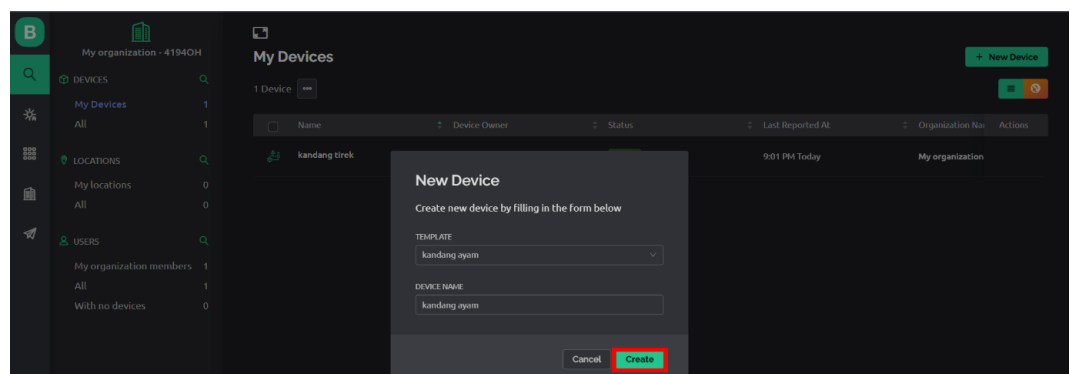 B
My organization - 4194OH
DEVICES
My Devices 1
All 1
LOCATIONS
My locations 0
All 0
USERS
My organization members 1
All 1
With no devices 0
My Devices
+ New Device
1 Device
Name Device Owner Status Last Reported At Organization Na Actions
kandang tirek 9:01 PM Today My organization
New Device
Create new device by filling in the form below
TEMPLATE
kandang ayam
DEVICE NAME
kandang ayam
Cancel Create